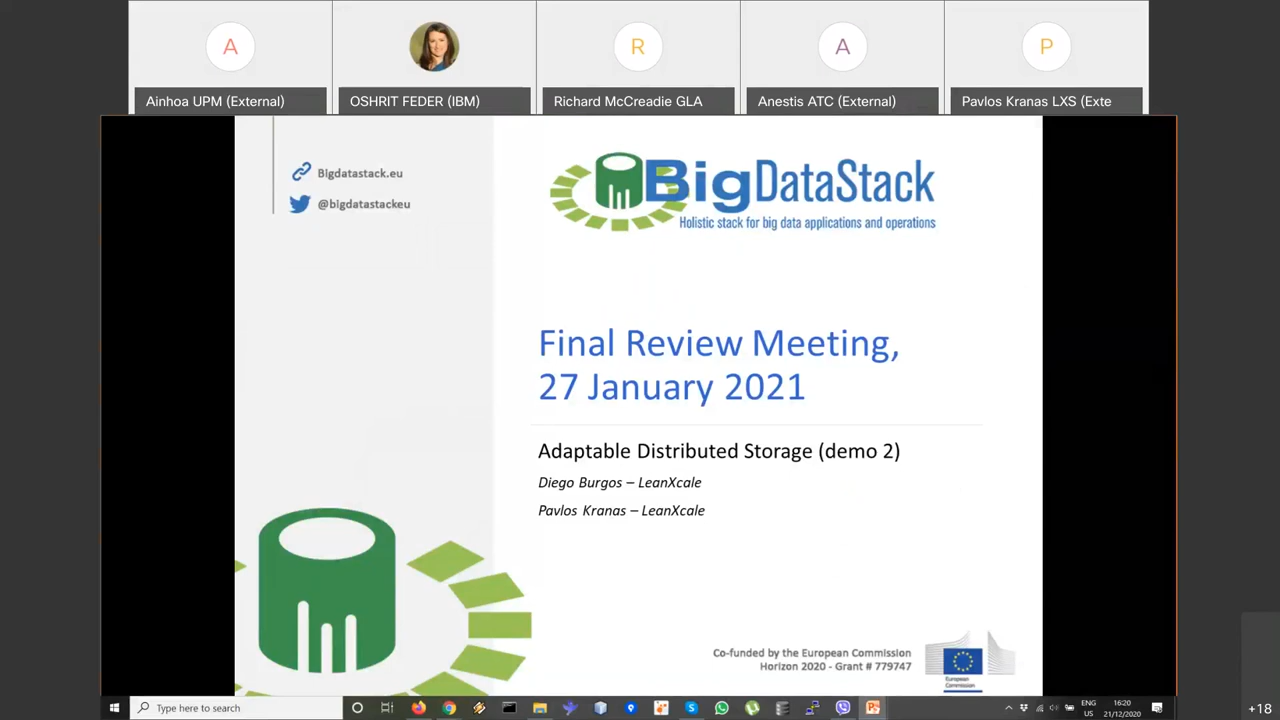 A
R
A
P
Ainhoa UPM (External)
OSHRIT FEDER (IBM)
Richard McCreadie GLA
Anestis ATC (External)
Pavlos Kranas LXS (Exte
Bigdatastack.eu
@bigdatastackeu
BigDataStack
Holistic stack for big data applications and operations
Final Review Meeting,
27 January 2021
Adaptable Distributed Storage (demo 2)
Diego Burgos – LeanXcale
Pavlos Kranas – LeanXcale
Co-funded by the European Commission
Horizon 2020 - Grant # 779747
European
Commission
Type here to search
ENG
US
16:20
21/12/2020
+18